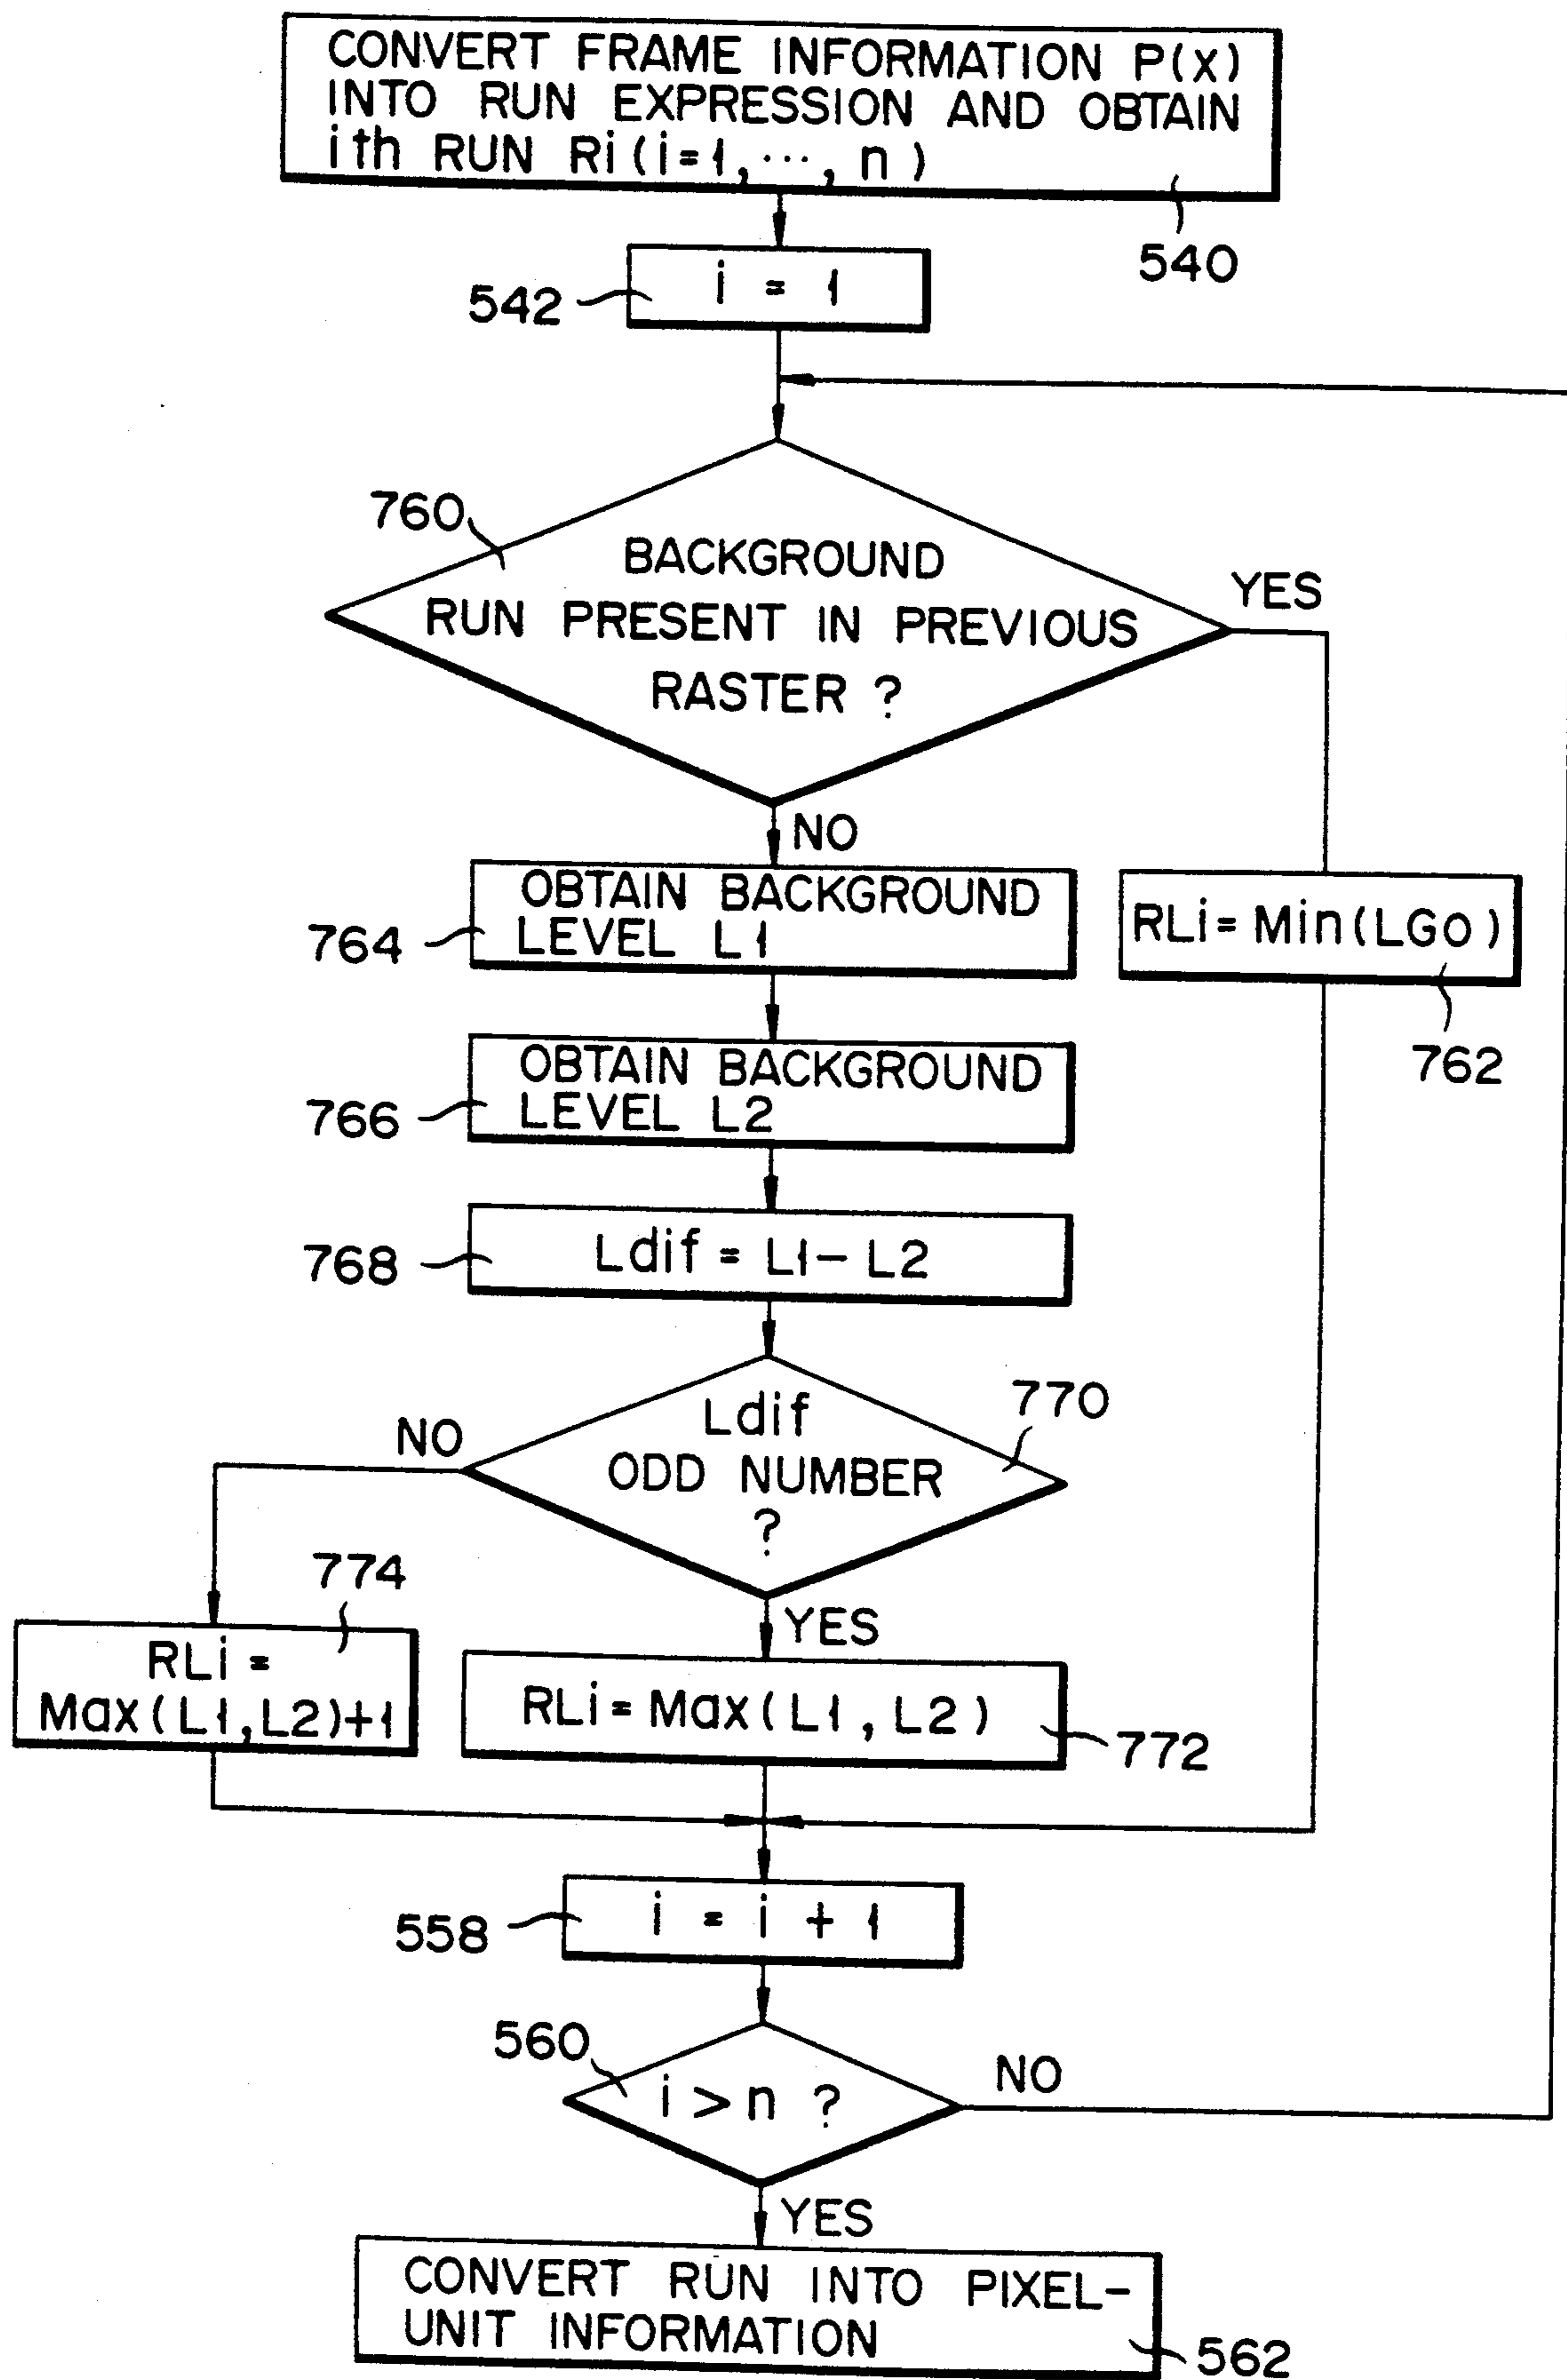 CONVERT FRAME INFORMATION P(x)
INTO RUN EXPRESSION AND OBTAIN
ith RUN Ri(i=1,···, n)
540
542
i = 1
760
BACKGROUND
RUN PRESENT IN PREVIOUS
RASTER ?
YES
NO
764
OBTAIN BACKGROUND
LEVEL L1
RLi=Min(LGo)
762
766
OBTAIN BACKGROUND
LEVEL L2
768
Ldif = L1- L2
770
Ldif
ODD NUMBER
?
NO
774
YES
RLi =
Max(L1,L2)+1
RLi=Max(L1, L2)
772
558
i = i + 1
560
i>n ?
NO
YES
CONVERT RUN INTO PIXEL-
UNIT INFORMATION
562